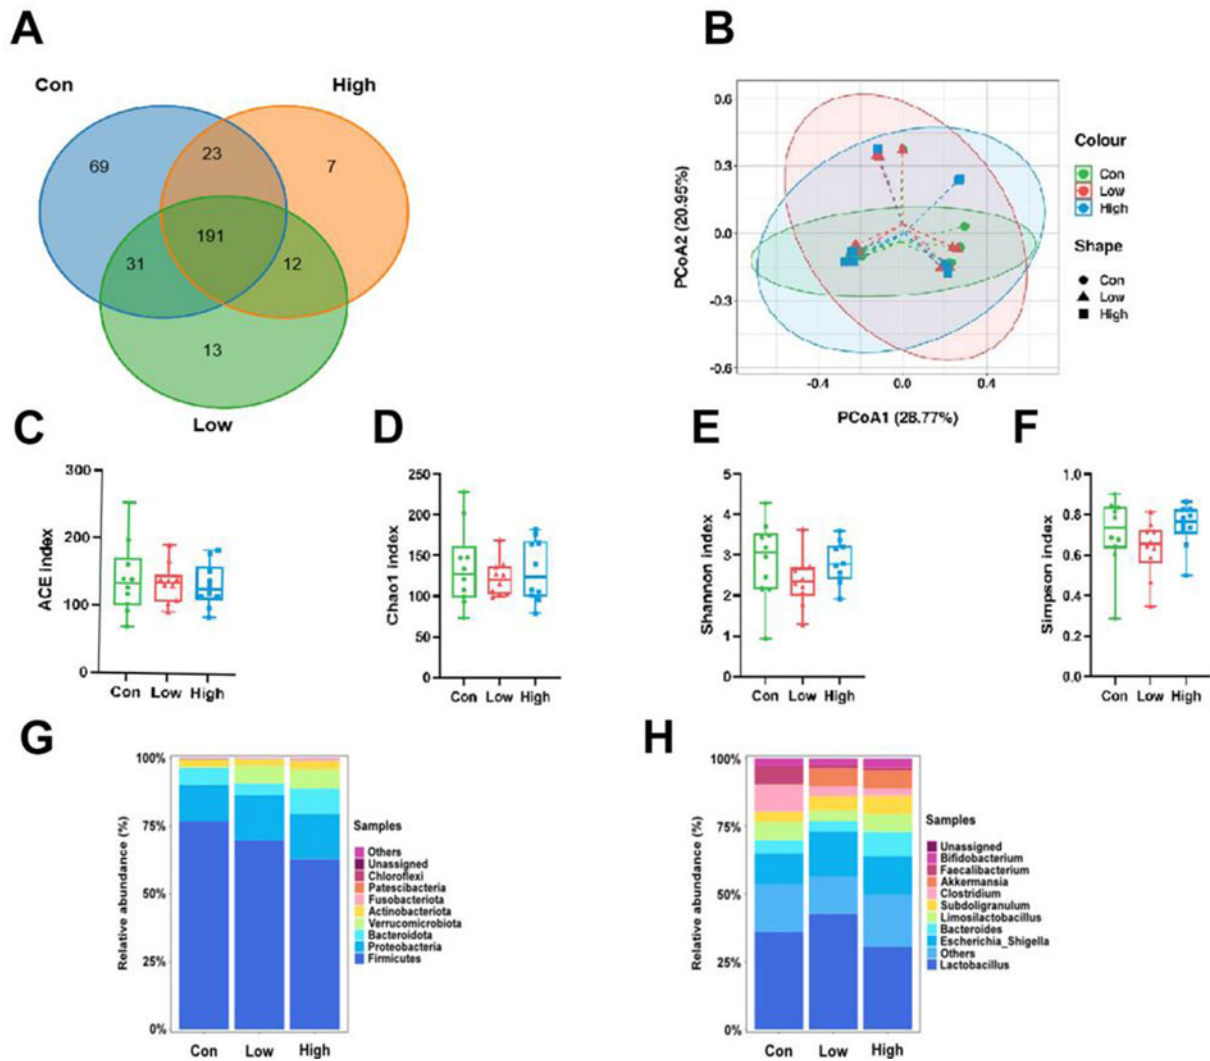 A
Con
High
69
23
7
191
31
12
13
Low
B
PCoA2 (20.95%)
0.6
0.3
0.0
-0.3
-0.6
-0.4
0.0
0.4
PCoA1 (28.77%)
Colour
Con
Low
High
Shape
Con
Low
High
C
ACE index
300
200
100
0
Con Low High
D
Chao1 index
250
200
150
100
50
0
Con Low High
E
Shannon index
5
4
3
2
1
0
Con Low High
F
Simpson index
1.0
0.8
0.6
0.4
0.2
0.0
Con Low High
G
Relative abundance (%)
100%
75%
50%
25%
0%
Con Low High
Samples
Others
Unassigned
Chloroflexi
Patescibacteria
Fusobacteriota
Actinobacteriota
Verrucomicrobiota
Bacteroidota
Proteobacteria
Firmicutes
H
Relative abundance (%)
100%
75%
50%
25%
0%
Con Low High
Samples
Unassigned
Bifidobacterium
Faecalibacterium
Akkermansia
Clostridium
Subdoligranulum
Limosilactobacillus
Bacteroides
Escherichia_Shigella
Others
Lactobacillus